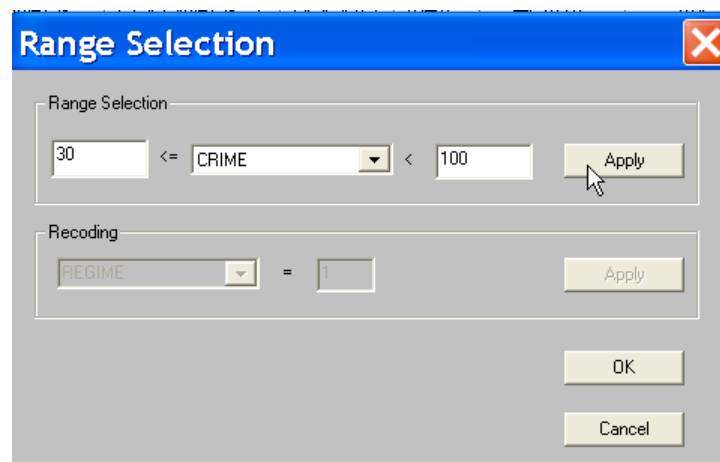 Range Selection
Range Selection
30 <= CRIME < 100 Apply
Recoding
REGIME = 1 Apply
OK
Cancel